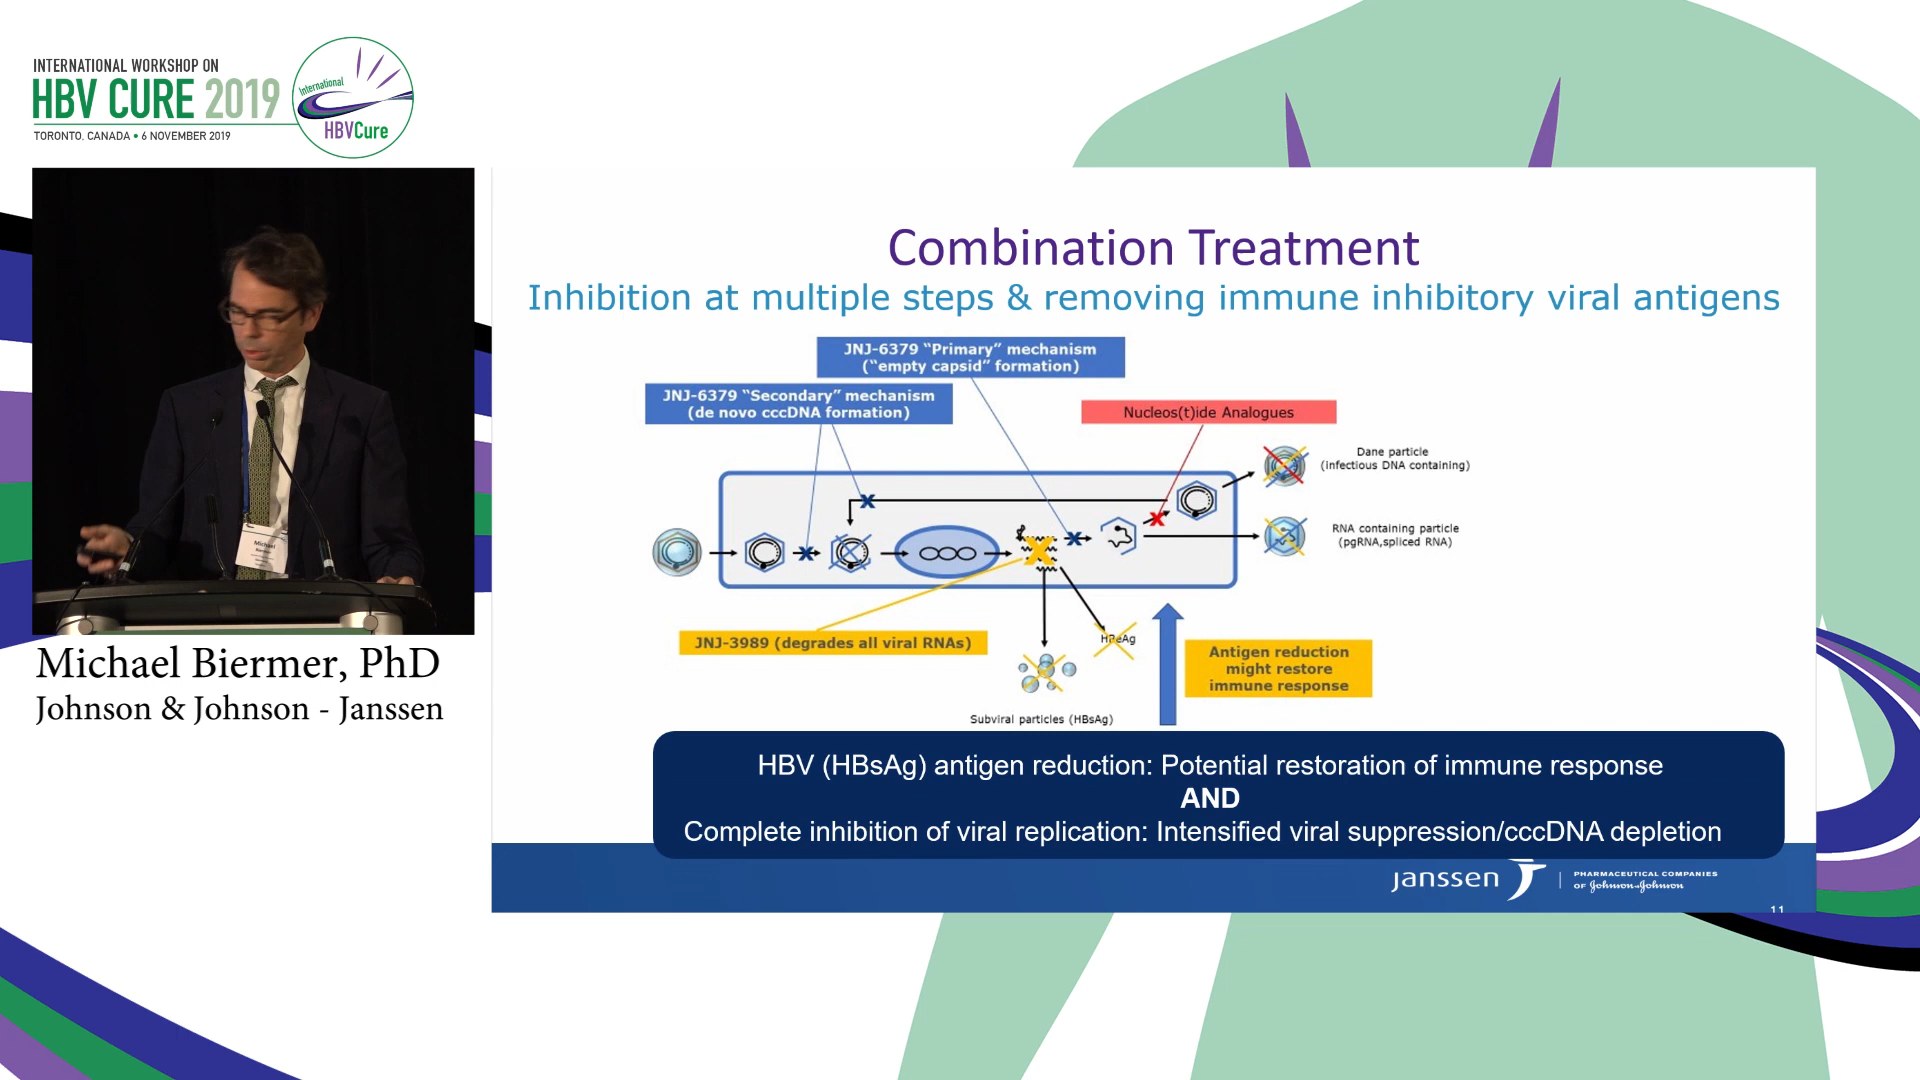 INTERNATIONAL WORKSHOP ON
HBV CURE 2019
TORONTO, CANADA • 6 NOVEMBER 2019
International
HBVCure
Michael
Michael Biermer, PhD
Johnson & Johnson - Janssen
Combination Treatment
Inhibition at multiple steps & removing immune inhibitory viral antigens
JNJ-6379 “Primary” mechanism
(“empty capsid” formation)
JNJ-6379 “Secondary” mechanism
(de novo cccDNA formation)
Nucleos(t)ide Analogues
Dane particle
(infectious DNA containing)
RNA containing particle
(pgRNA,spliced RNA)
JNJ-3989 (degrades all viral RNAs)
HBeAg
Antigen reduction
might restore
immune response
Subviral particles (HBsAg)
HBV (HBsAg) antigen reduction: Potential restoration of immune response
AND
Complete inhibition of viral replication: Intensified viral suppression/cccDNA depletion
janssen
PHARMACEUTICAL COMPANIES
OF Johnson & Johnson
11